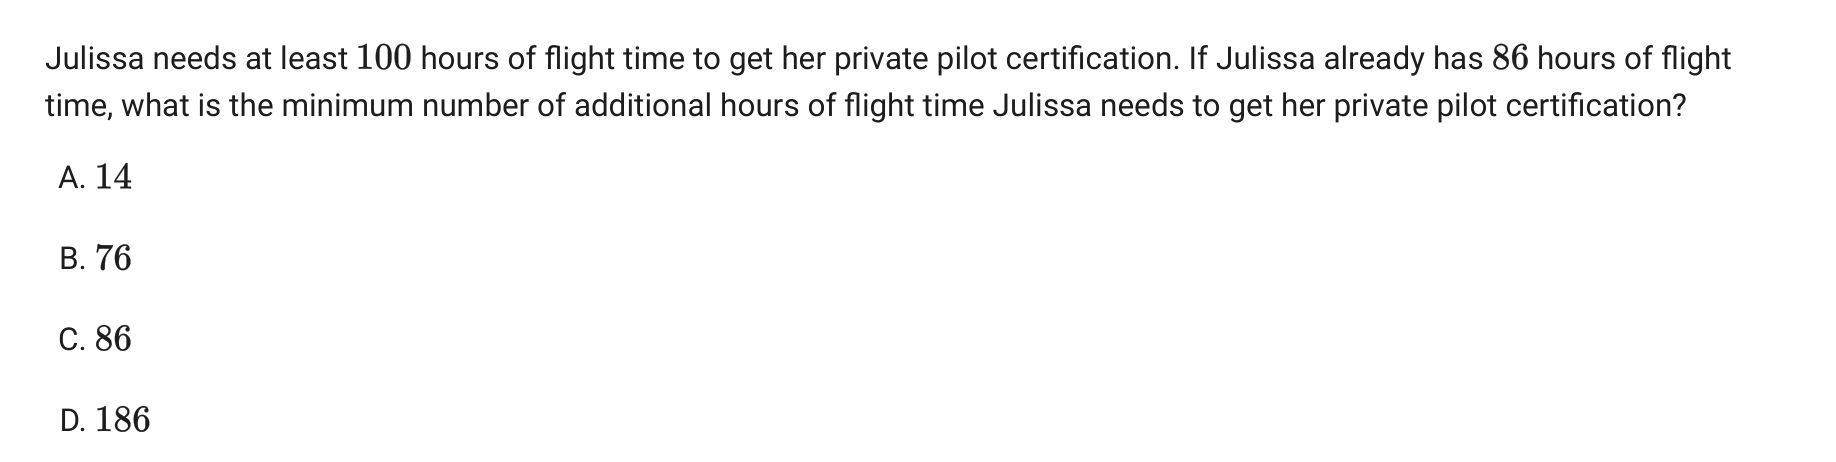 Julissa needs at least 100 hours of flight time to get her private pilot certification. If Julissa already has 86 hours of flight
time, what is the minimum number of additional hours of flight time Julissa needs to get her private pilot certification?
A. 14
B. 76
C. 86
D. 186